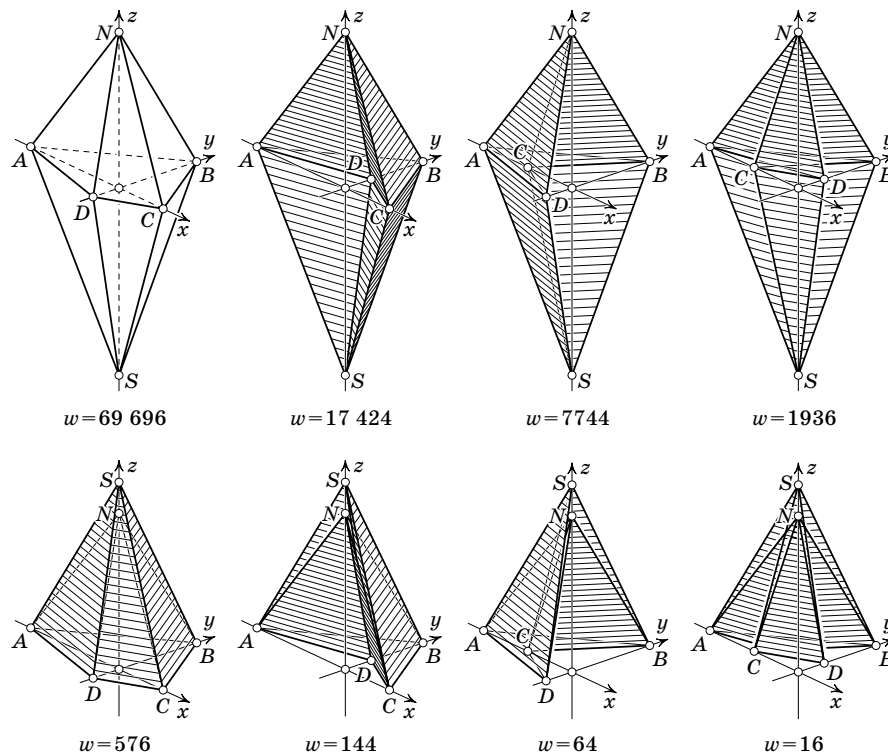 z z z z
N N N N
y y y y
A B A D B A C B A B
D C x C x D x C D x
S S S S
w=69 696 w=17 424 w=7744 w=1936
z z z z
S S S S
N N N N
y y y y
A B A B A C B A B
D C x D C x D x C D x
w=576 w=144 w=64 w=16